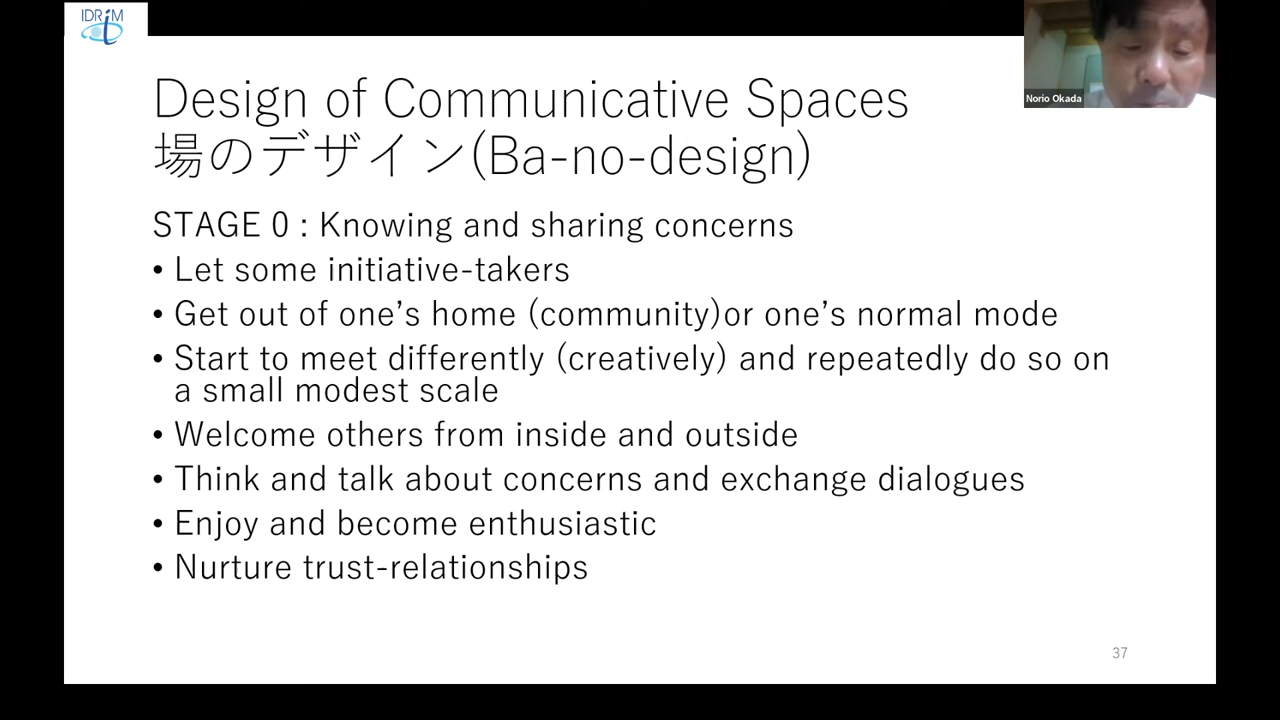 IDRiM
Norio Okada
Design of Communicative Spaces
場のデザイン(Ba-no-design)
STAGE 0 : Knowing and sharing concerns
• Let some initiative-takers
• Get out of one’s home (community)or one’s normal mode
• Start to meet differently (creatively) and repeatedly do so on
a small modest scale
• Welcome others from inside and outside
• Think and talk about concerns and exchange dialogues
• Enjoy and become enthusiastic
• Nurture trust-relationships
37